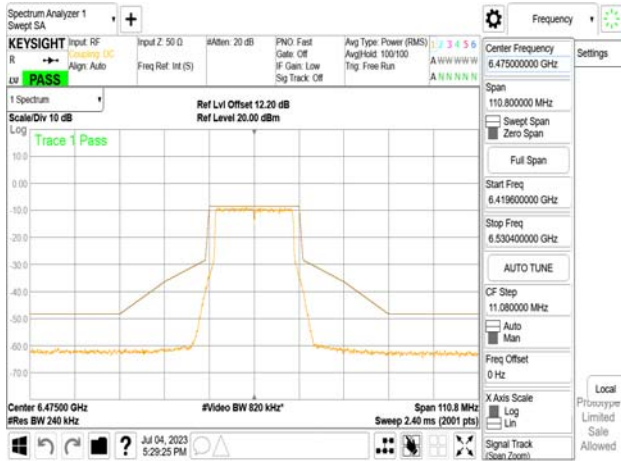 Spectrum Analyzer 1
Swept SA
+
Frequency
KEYSIGHT
Input: RF
Coupling: DC
Align: Auto
Input Z: 50 Ω
Freq Ref: Int (S)
#Atten: 20 dB
PNO: Fast
Gate: Off
IF Gain: Low
Sig Track: Off
Avg Type: Power (RMS)
Avg|Hold: 100/100
Trig: Free Run
1 2 3 4 5 6
A W W W W W
A N N N N N
R
LVI
PASS
1 Spectrum
Scale/Div 10 dB
Ref Lvl Offset 12.20 dB
Ref Level 20.00 dBm
Log
Trace 1 Pass
10.0
0.00
-10.0
-20.0
-30.0
-40.0
-50.0
-60.0
-70.0
Center 6.47500 GHz
#Video BW 820 kHz*
Span 110.8 MHz
#Res BW 240 kHz
Sweep 2.40 ms (2001 pts)
Jul 04, 2023
5:29:25 PM
?
Center Frequency
6.475000000 GHz
Settings
Span
110.800000 MHz
Swept Span
Zero Span
Full Span
Start Freq
6.419600000 GHz
Stop Freq
6.530400000 GHz
AUTO TUNE
CF Step
11.080000 MHz
Auto
Man
Freq Offset
0 Hz
X Axis Scale
Log
Lin
Signal Track
(Span Zoom)
Local
Prototype
Limited
Sale
Allowed